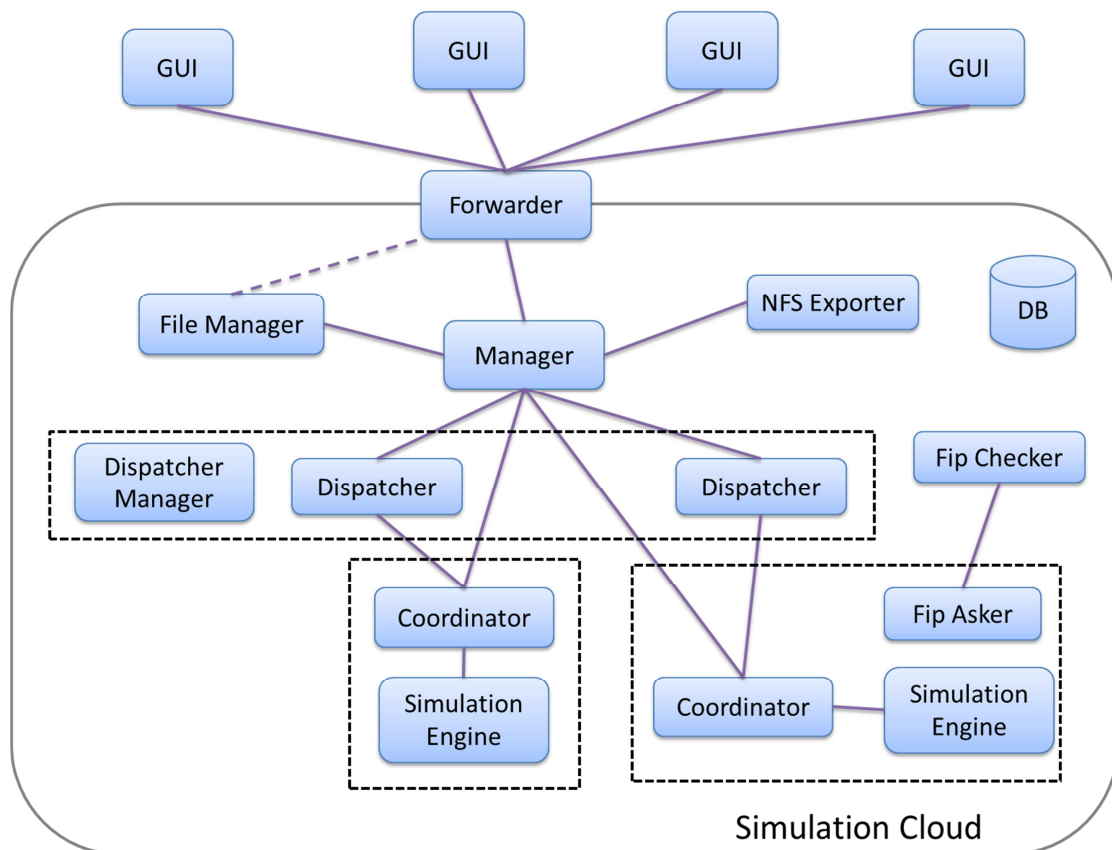 GUI
GUI
GUI
GUI
Forwarder
File Manager
Manager
NFS Exporter
DB
Dispatcher
Manager
Dispatcher
Dispatcher
Fip Checker
Coordinator
Simulation
Engine
Fip Asker
Coordinator
Simulation
Engine
Simulation Cloud